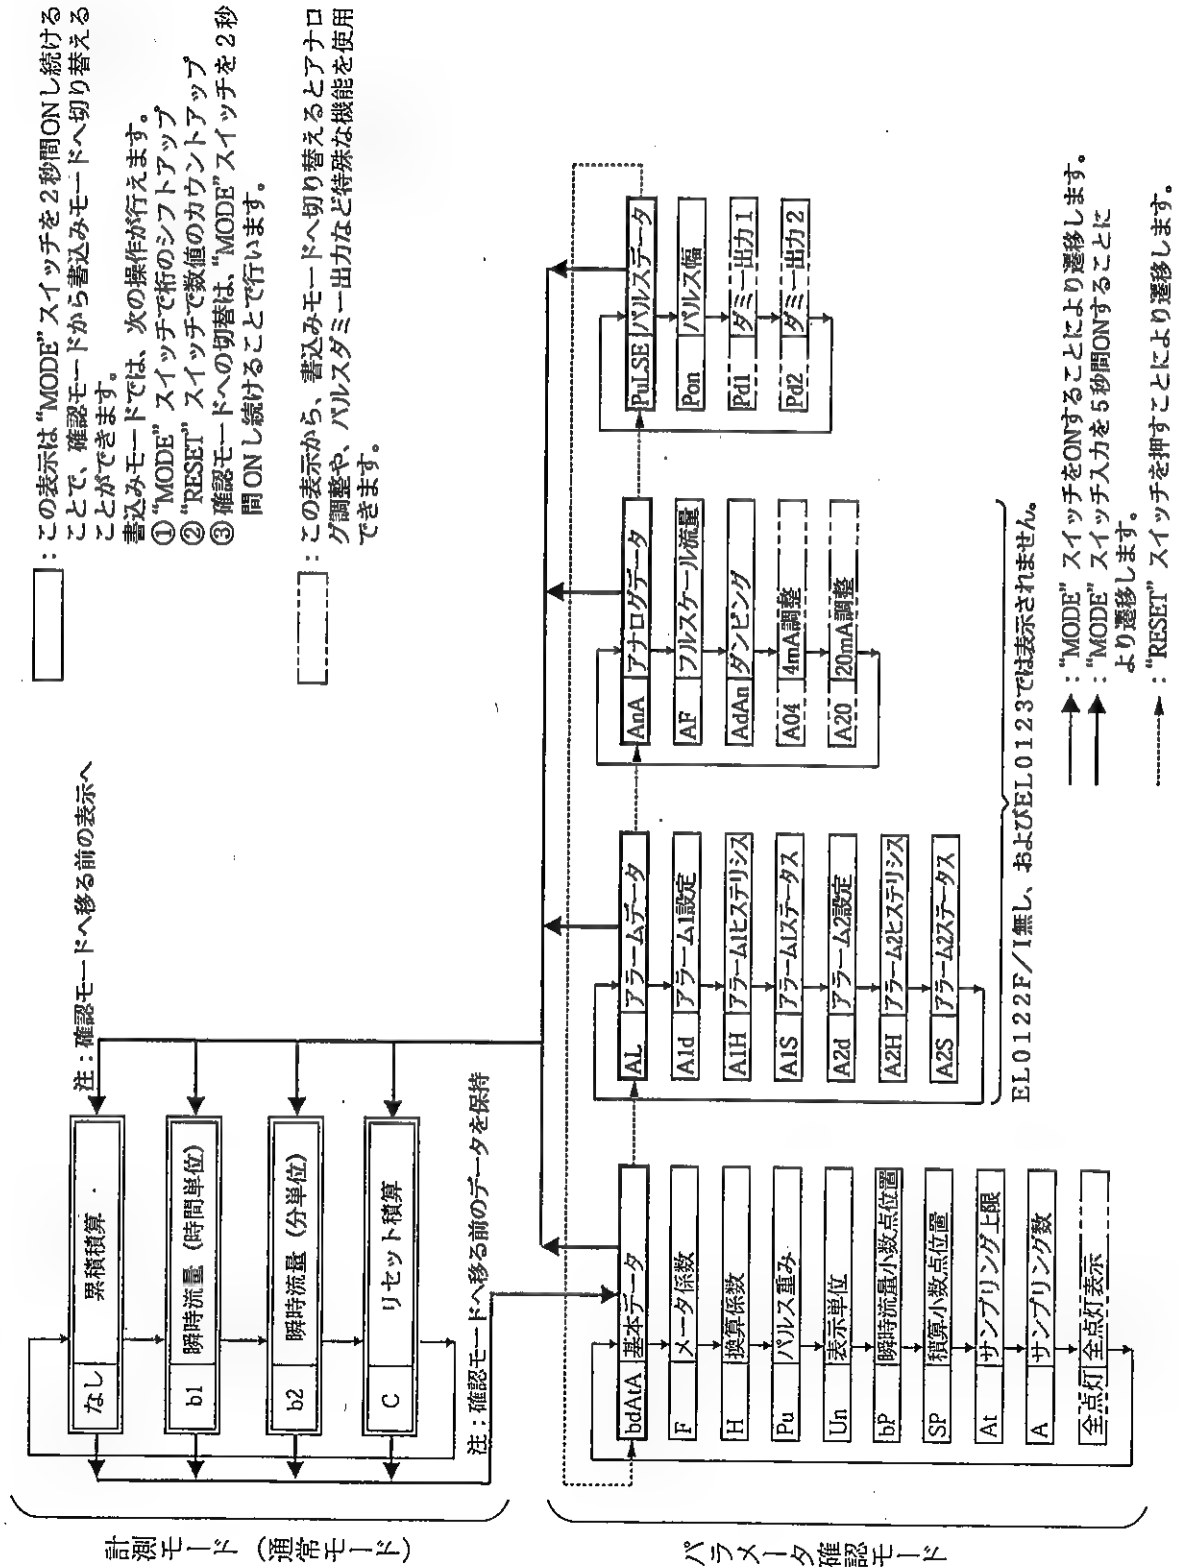 計測モード（通常モード）
なし 累積積算
b1 瞬時流量（時間単位）
b2 瞬時流量（分単位）
C リセット積算
注：確認モードへ移る前の表示へ
注：確認モードへ移る前のデータを保持
：この表示は“MODE”スイッチを２秒間ONし続ける
ことで、確認モードから書込みモードへ切り替える
ことができます。
書込みモードでは、次の操作が行えます。
①“MODE”スイッチで桁のシフトアップ
②“RESET”スイッチで数値のカウントアップ
③確認モードへの切替は、“MODE”スイッチを２秒
間ONし続けることで行います。
：この表示から、書込みモードへ切り替えるとアナロ
グ調整や、パルスダミー出力など特殊な機能を使用
できます。
パラメータ確認モード
bdAtA 基本データ
F メータ係数
H 換算係数
Pu パルス重み
Un 表示単位
bP 瞬時流量小数点位置
SP 積算小数点位置
At サンプリング上限
A サンプリング数
全点灯 全点灯表示
AL アラームデータ
A1d アラーム1設定
A1H アラーム1ヒステリシス
A1S アラーム1ステータス
A2d アラーム2設定
A2H アラーム2ヒステリシス
A2S アラーム2ステータス
AnA アナログデータ
AF フルスケール流量
AdAn ダンピング
A04 4mA調整
A20 20mA調整
PuLSE パルスデータ
Pon パルス幅
Pd1 ダミー出力1
Pd2 ダミー出力2
EL0122F／I無し、およびEL0123では表示されません。
：“MODE”スイッチをONすることにより遷移します。
：“MODE”スイッチ入力を５秒間ONすることに
より遷移します。
：“RESET”スイッチを押すことにより遷移します。